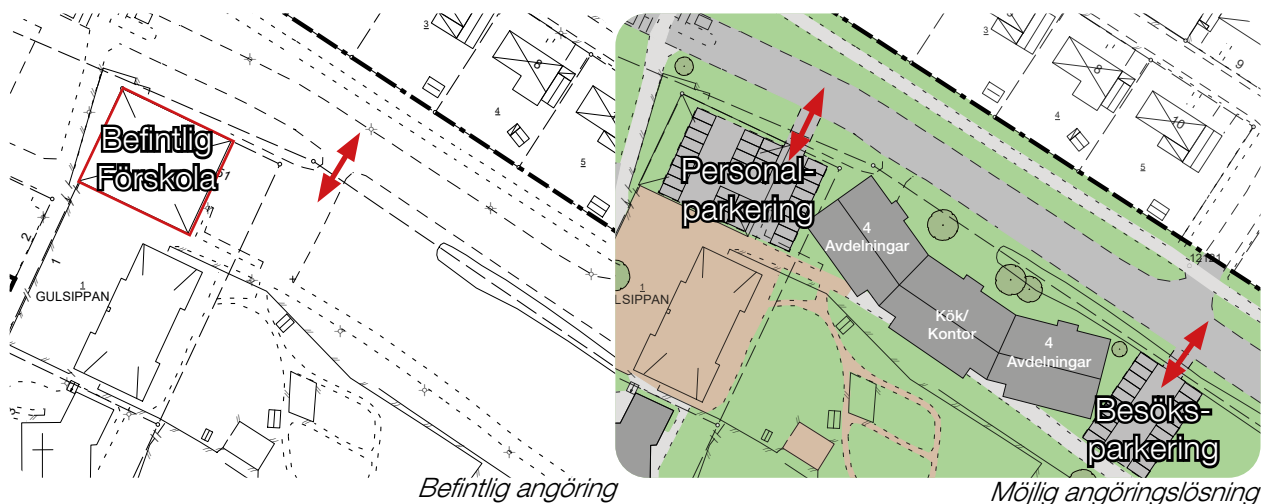 3
8
4
5
Befintlig
Förskola
2
1
1
GULSIPPAN
Befintlig angöring
3
8
9
4
10
5
Personal-
parkering
4
Avdelningar
1
LSIPPAN
Kök/
Kontor
4
Avdelningar
Besöks-
parkering
Möjlig angöringslösning